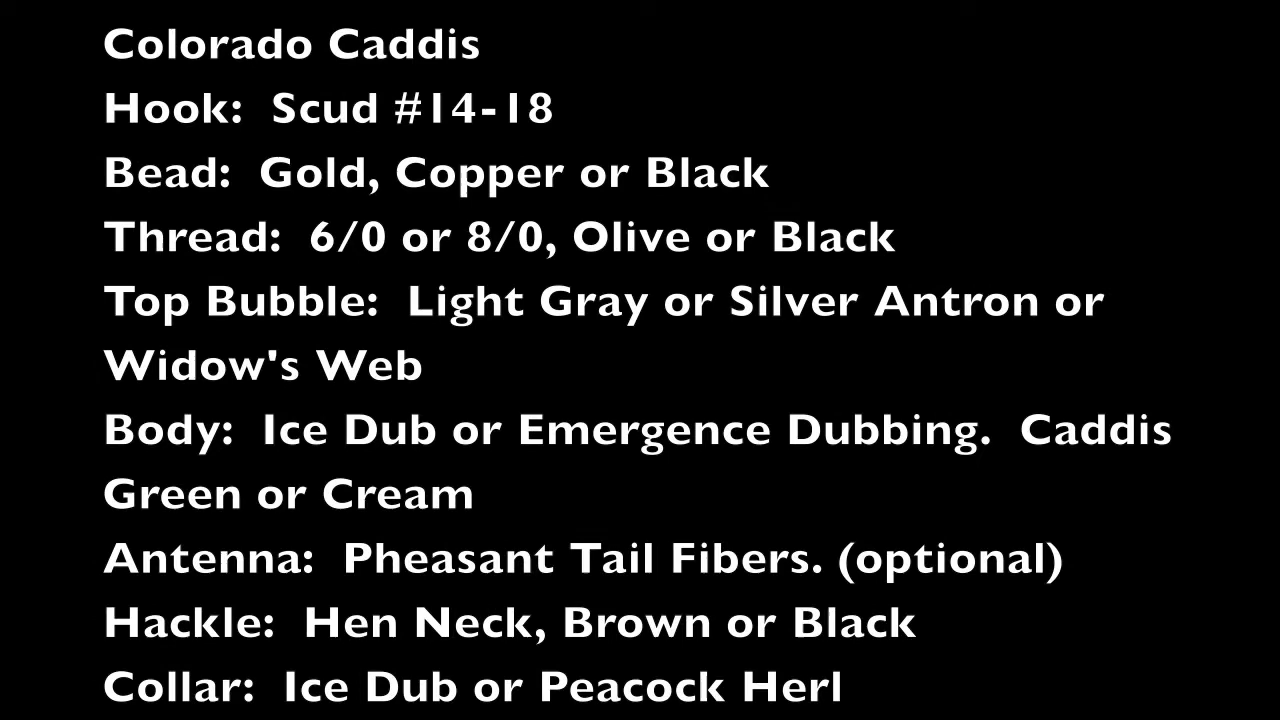 Colorado Caddis
Hook:  Scud #14-18
Bead:  Gold, Copper or Black
Thread:  6/0 or 8/0, Olive or Black
Top Bubble:  Light Gray or Silver Antron or
Widow's Web
Body:  Ice Dub or Emergence Dubbing.  Caddis
Green or Cream
Antenna:  Pheasant Tail Fibers. (optional)
Hackle:  Hen Neck, Brown or Black
Collar:  Ice Dub or Peacock Herl